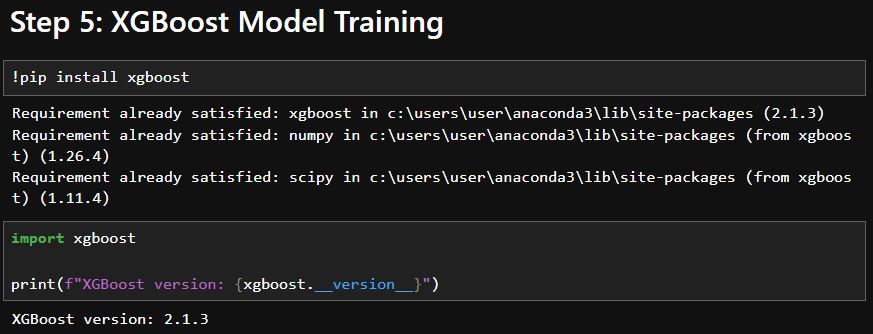 Step 5: XGBoost Model Training
!pip install xgboost
Requirement already satisfied: xgboost in c:\users\user\anaconda3\lib\site-packages (2.1.3)
Requirement already satisfied: numpy in c:\users\user\anaconda3\lib\site-packages (from xgboos
t) (1.26.4)
Requirement already satisfied: scipy in c:\users\user\anaconda3\lib\site-packages (from xgboos
t) (1.11.4)
import xgboost
print(f"XGBoost version: {xgboost.__version__}")
XGBoost version: 2.1.3